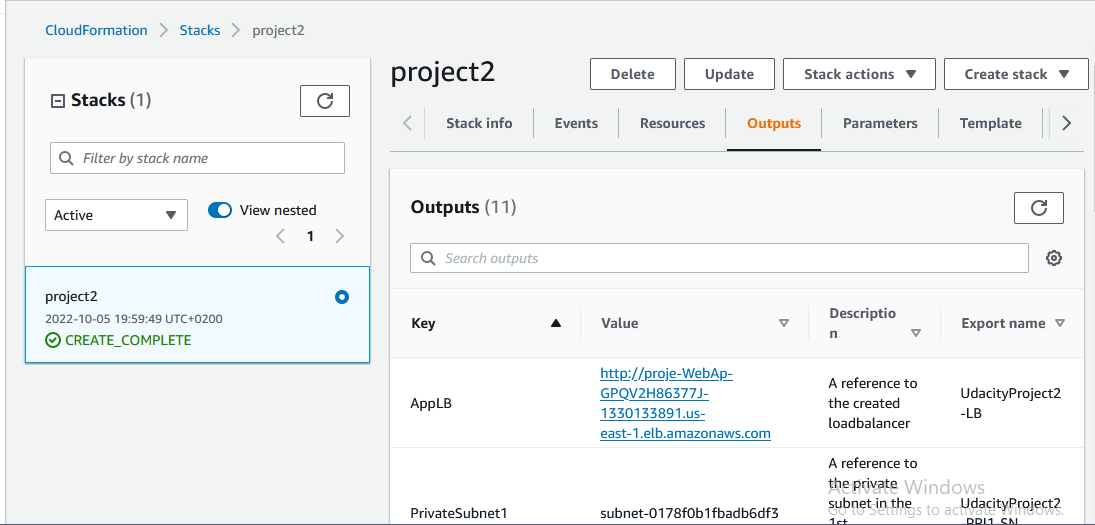 CloudFormation Stacks project2
Stacks (1)
Filter by stack name
Active
View nested
1
project2
2022-10-05 19:59:49 UTC+0200
CREATE_COMPLETE
project2
Delete Update Stack actions Create stack
Stack info Events Resources Outputs Parameters Template
Outputs (11)
Search outputs
Key Value Descriptio
n Export name
AppLB
http://proje-WebAp-
GPQV2H86377J-
1330133891.us-
east-1.elb.amazonaws.com
A reference to
the created
loadbalancer
UdacityProject2
-LB
PrivateSubnet1
subnet-0178f0b1fbadb6df3
A reference to
the private
subnet in the
1st
UdacityProject2
-PRI1-SN
Activate Windows
Go to Settings to activate Windows.